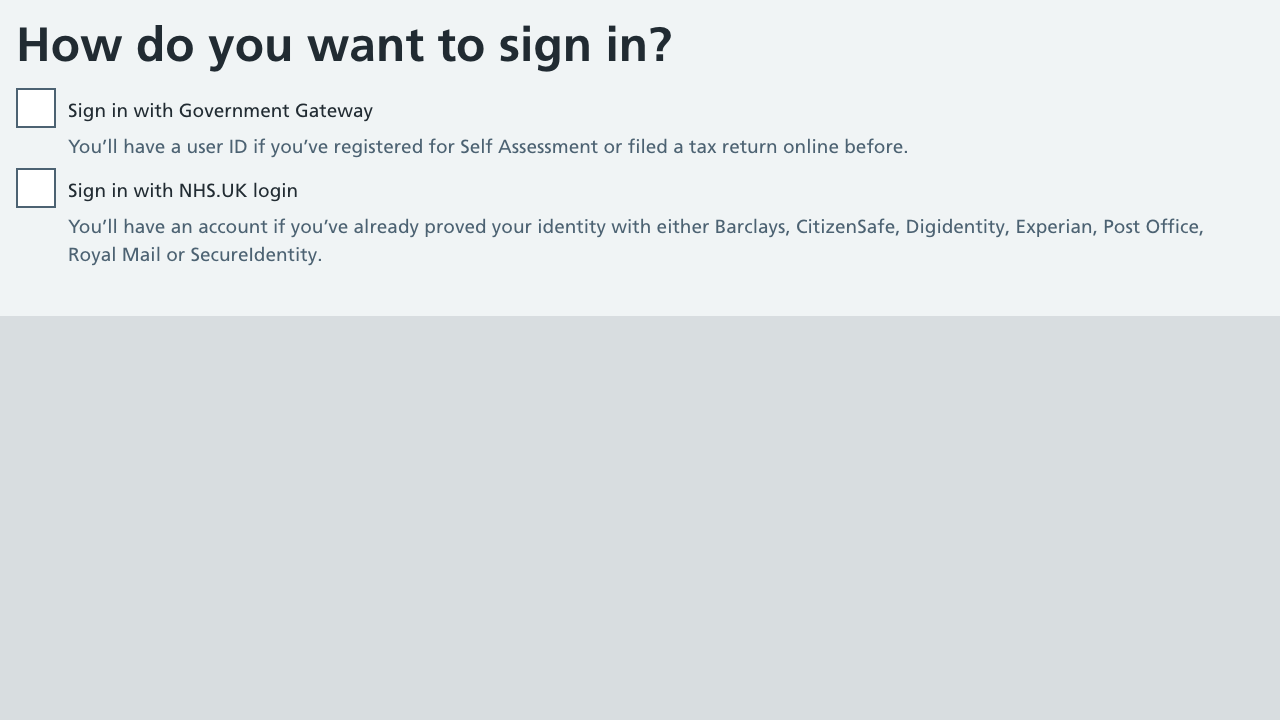 How do you want to sign in?
Sign in with Government Gateway
You’ll have a user ID if you’ve registered for Self Assessment or filed a tax return online before.
Sign in with NHS.UK login
You’ll have an account if you’ve already proved your identity with either Barclays, CitizenSafe, Digidentity, Experian, Post Office,
Royal Mail or SecureIdentity.